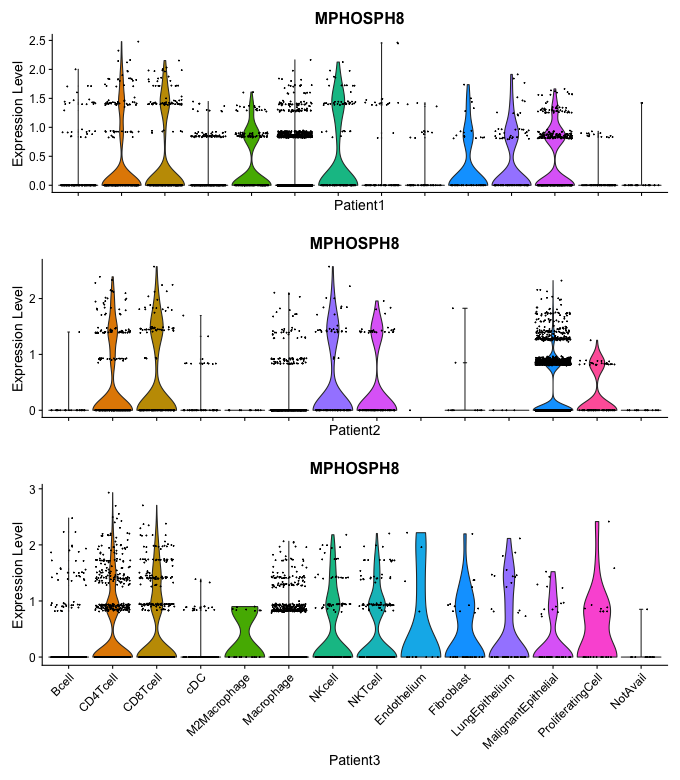 MPHOSPH8
Expression Level
2.5
2.0
1.5
1.0
0.5
0.0
Patient1
MPHOSPH8
Expression Level
2
1
0
Patient2
MPHOSPH8
Expression Level
3
2
1
0
Bcell
CD4Tcell
CD8Tcell
cDC
M2Macrophage
Macrophage
NKcell
NKTcell
Endothelium
Fibroblast
LungEpithelium
MalignantEpithelial
ProliferatingCell
NotAvail
Patient3